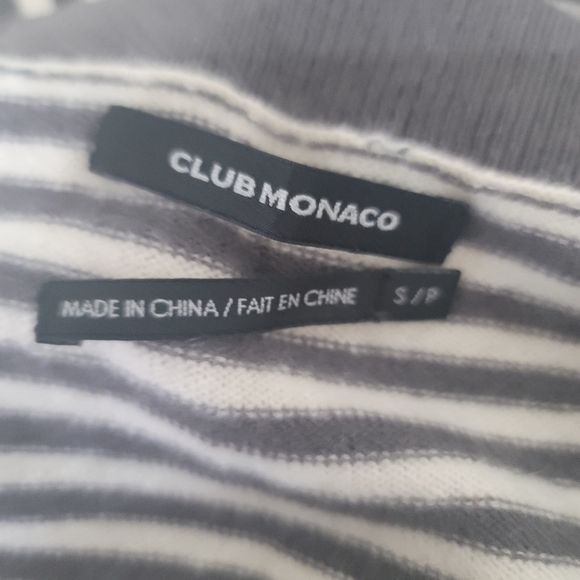 CLUB MONACO
MADE IN CHINA / FAIT EN CHINE S / P